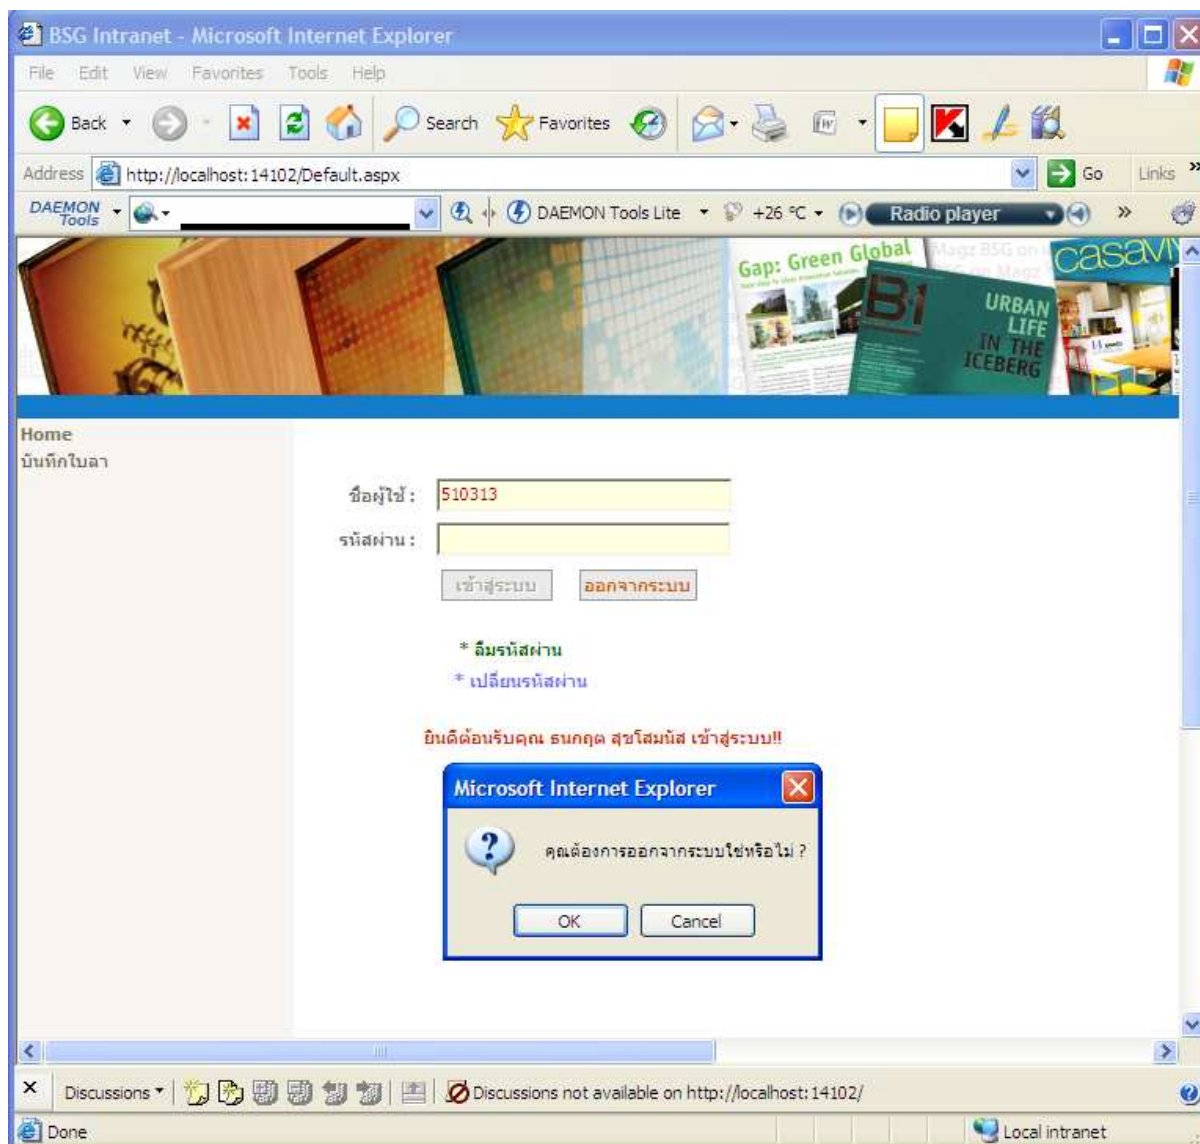 BSG Intranet - Microsoft Internet Explorer
File Edit View Favorites Tools Help
Back Search Favorites
Address http://localhost:14102/Default.aspx Go Links »
DAEMON Tools DAEMON Tools Lite +26 °C Radio player »
Gap: Green Global
Magz BSG on
on Magz
casaviv
B1
URBAN
LIFE
IN THE
ICEBERG
Home
บันทึกใบลา
ชื่อผู้ใช้ : 510313
รหัสผ่าน :
เข้าสู่ระบบ ออกจากระบบ
* ลืมรหัสผ่าน
* เปลี่ยนรหัสผ่าน
ยินดีต้อนรับคุณ ธนกฤต สุขโสมนัส เข้าสู่ระบบ!!
Microsoft Internet Explorer
คุณต้องการออกจากระบบใช่หรือไม่ ?
OK Cancel
Discussions Discussions not available on http://localhost:14102/
Done Local intranet